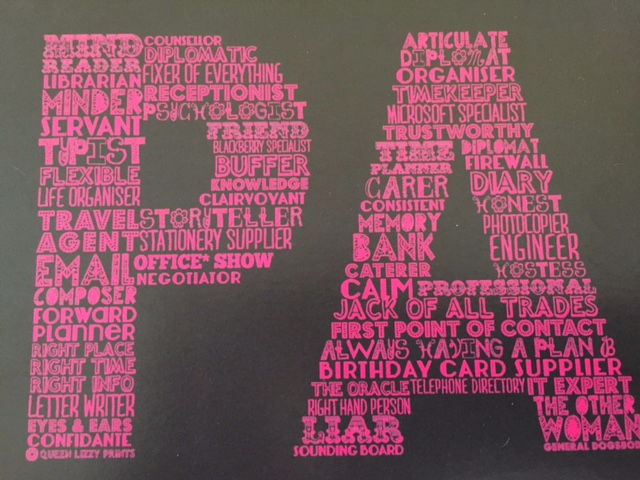 MIND
READER
LIBRARIAN
MINDER
SERVANT
TYPIST
FLEXIBLE
LIFE ORGANISER
TRAVEL
AGENT
EMAIL
COMPOSER
FORWARD
PLANNER
RIGHT PLACE
RIGHT TIME
RIGHT INFO
LETTER WRITER
EYES & EARS
CONFIDANTE
QUEEN LIZZY PRINTS
COUNSELLOR
DIPLOMATIC
FIXER OF EVERYTHING
RECEPTIONIST
PSYCHOLOGIST
FRIEND
BLACKBERRY SPECIALIST
BUFFER
KNOWLEDGE
CLAIRVOYANT
STORYTELLER
STATIONERY SUPPLIER
OFFICE* SHOW
NEGOTIATOR
ARTICULATE
DIPLOMAT
ORGANISER
TIMEKEEPER
MICROSOFT SPECIALIST
TRUSTWORTHY
TIME
PLANNER
CARER
CONSISTENT
MEMORY
BANK
CATERER
DIPLOMAT
FIREWALL
DIARY
HONEST
PHOTOCOPIER
ENGINEER
HOSTESS
CALM PROFESSIONAL
JACK OF ALL TRADES
FIRST POINT OF CONTACT
ALWAYS HAVING A PLAN B
BIRTHDAY CARD SUPPLIER
THE ORACLE TELEPHONE DIRECTORY IT EXPERT
RIGHT HAND PERSON
LIAR
SOUNDING BOARD
THE OTHER
WOMAN
GENERAL DOGSBOD